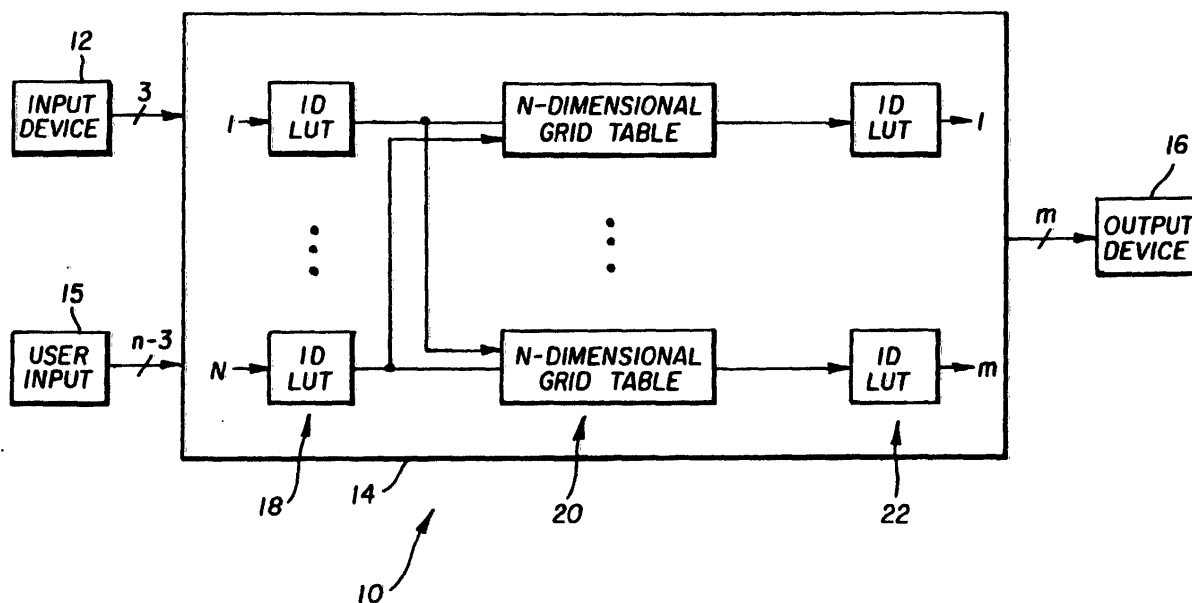 12
INPUT
DEVICE
3
1
1D
LUT
N-DIMENSIONAL
GRID TABLE
1D
LUT
1
16
m
OUTPUT
DEVICE
15
USER
INPUT
n-3
N
1D
LUT
N-DIMENSIONAL
GRID TABLE
1D
LUT
m
18
14
20
22
10